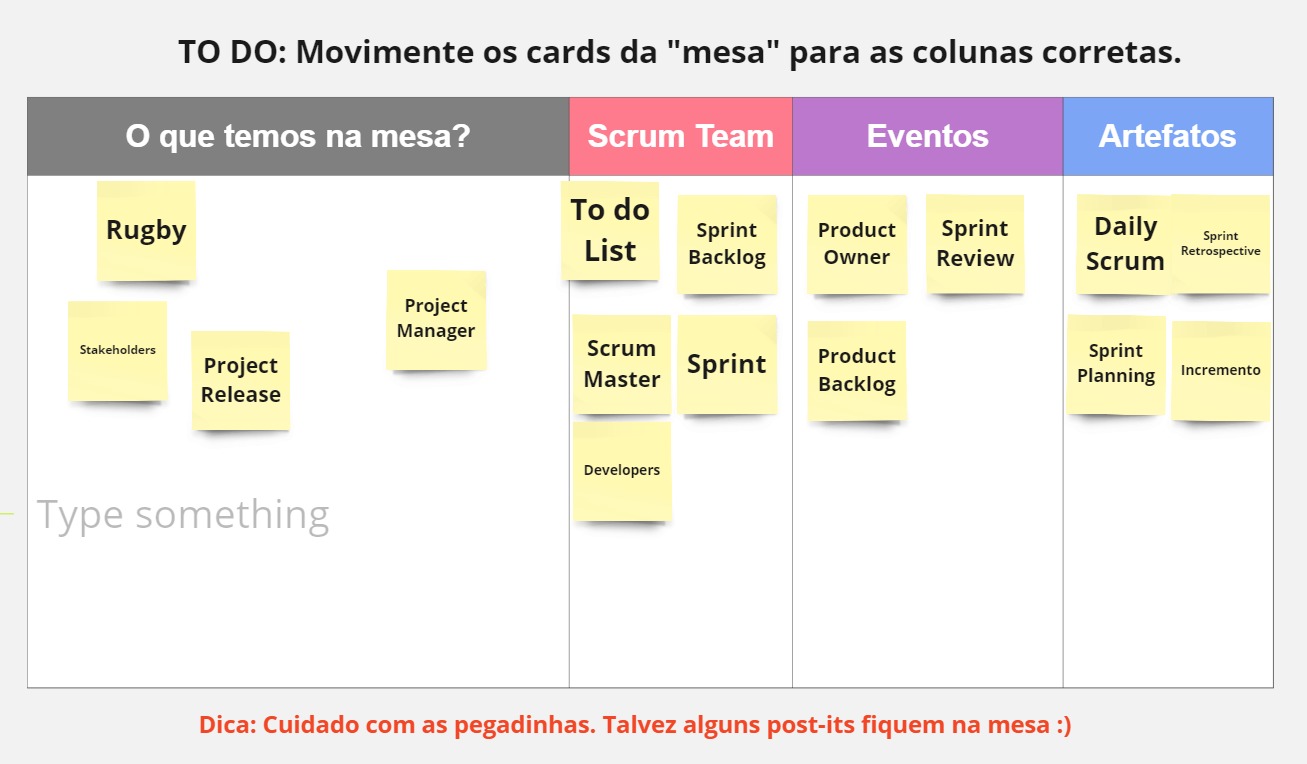 TO DO: Movimente os cards da "mesa" para as colunas corretas.
O que temos na mesa?
Scrum Team
Eventos
Artefatos
Rugby
Stakeholders
Project
Release
Project
Manager
Type something
To do
List
Sprint
Backlog
Scrum
Master
Sprint
Developers
Product
Owner
Sprint
Review
Product
Backlog
Daily
Scrum
Sprint
Retrospective
Sprint
Planning
Incremento
Dica: Cuidado com as pegadinhas. Talvez alguns post-its fiquem na mesa :)